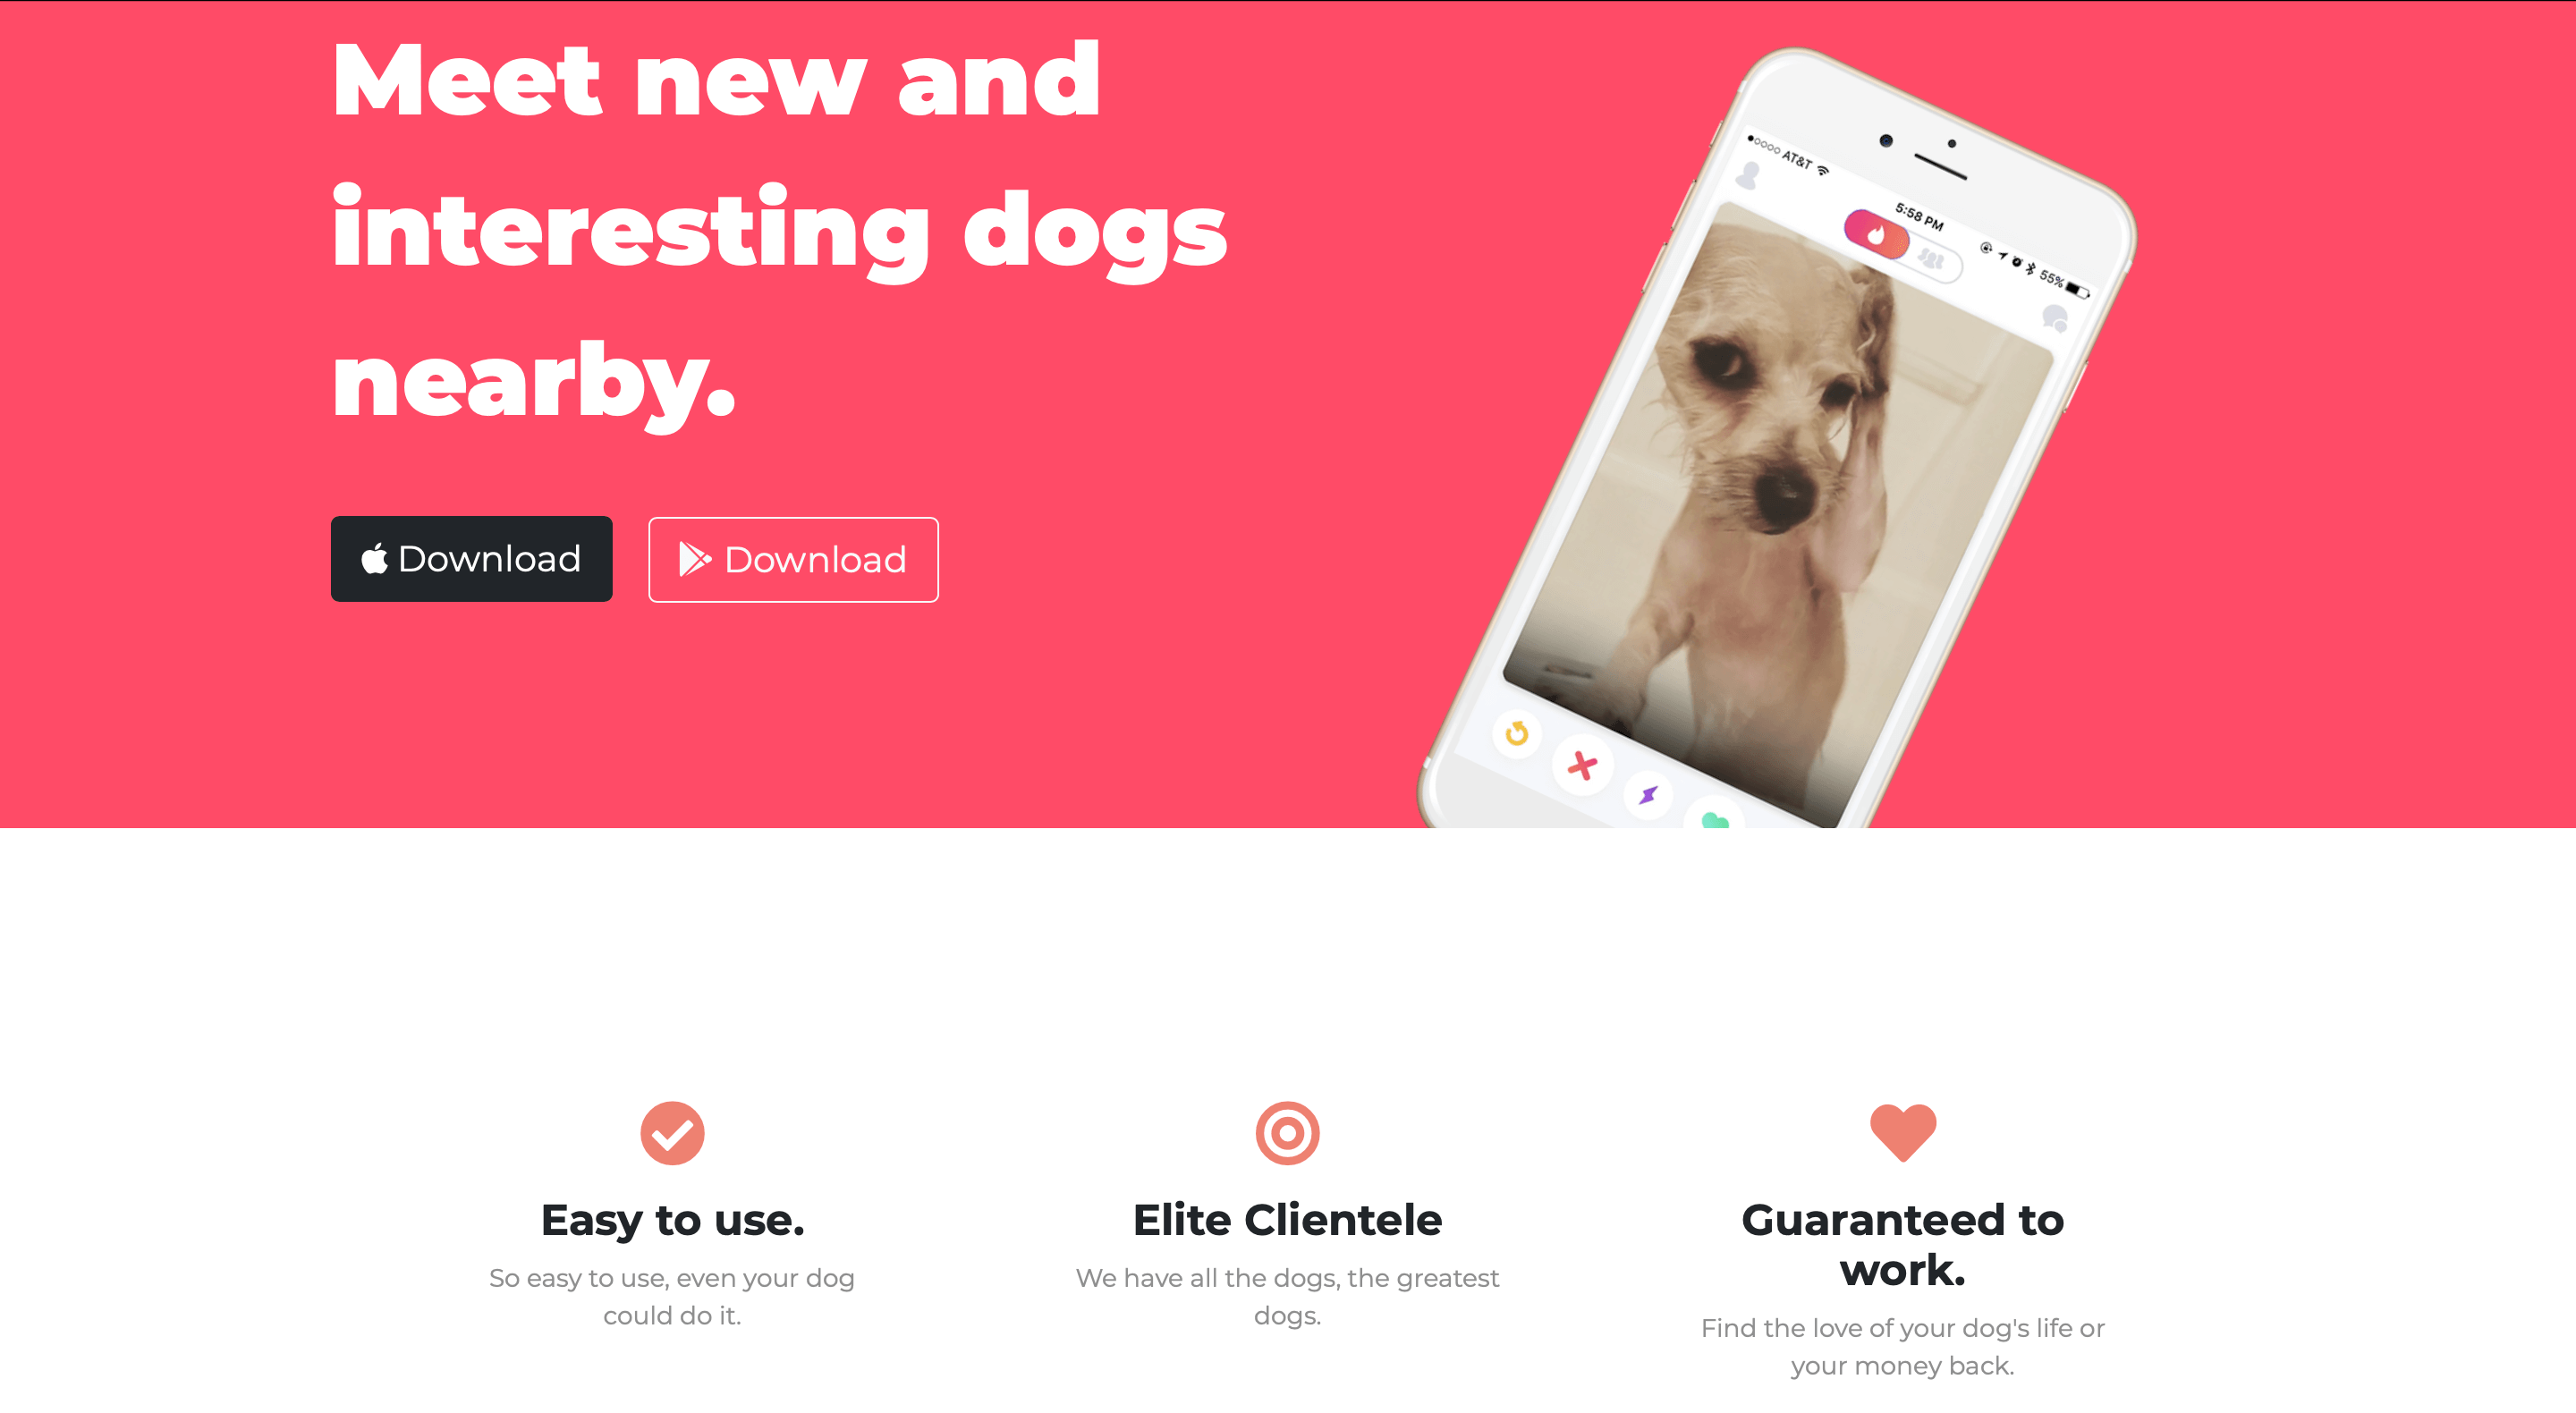 Meet new and
interesting dogs
nearby.
Download
Download
AT&T
5:58 PM
55%
Easy to use.
So easy to use, even your dog
could do it.
Elite Clientele
We have all the dogs, the greatest
dogs.
Guaranteed to
work.
Find the love of your dog's life or
your money back.